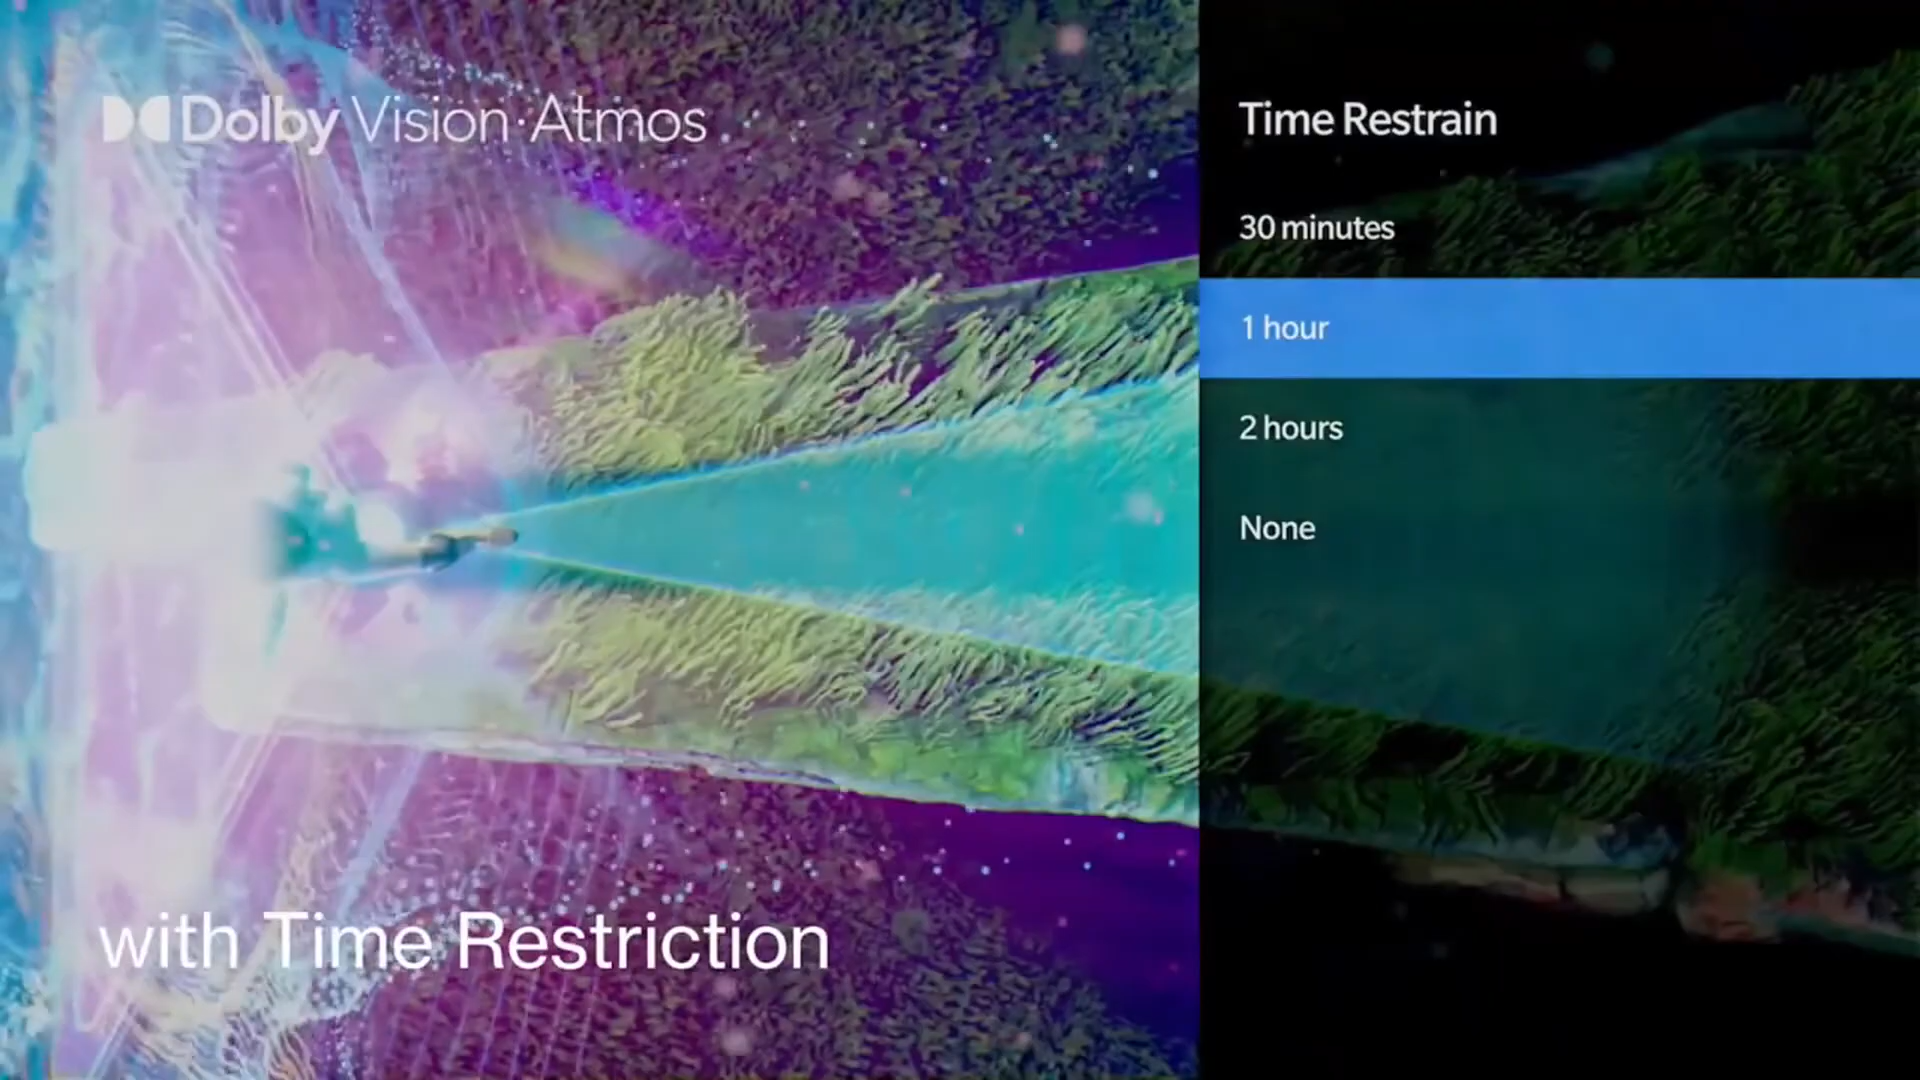 Dolby Vision·Atmos
Time Restrain
30 minutes
1 hour
2 hours
None
with Time Restriction